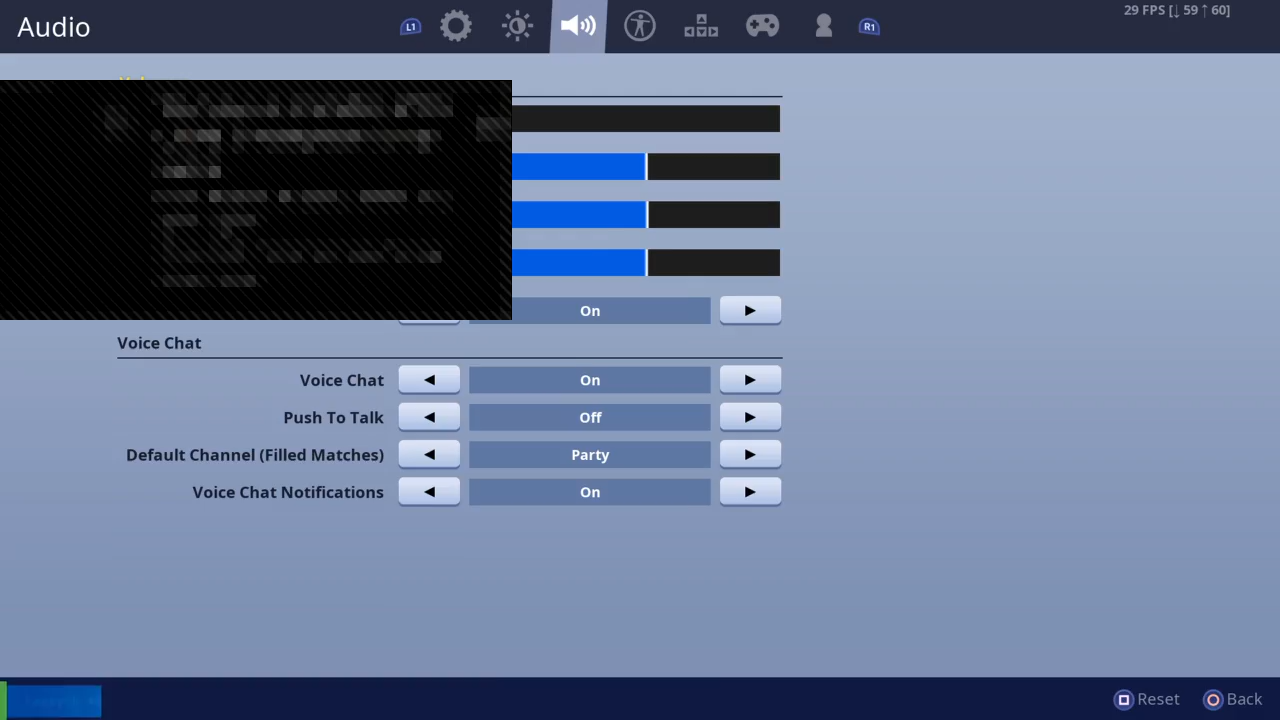 Audio
L1
R1
29 FPS [↓ 59 ↑ 60]
On
Voice Chat
Voice Chat ◄ On ►
Push To Talk ◄ Off ►
Default Channel (Filled Matches) ◄ Party ►
Voice Chat Notifications ◄ On ►
Reset
Back